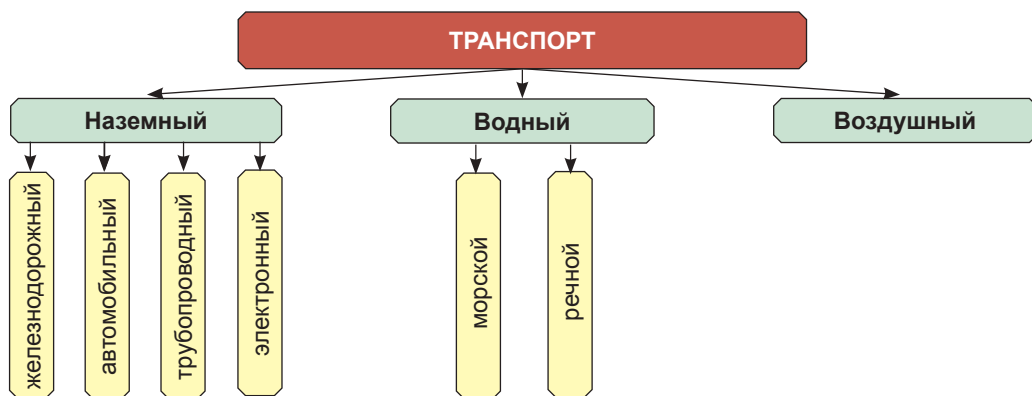 ТРАНСПОРТ
Наземный
Водный
Воздушный
железнодорожный
автомобильный
трубопроводный
электронный
морской
речной